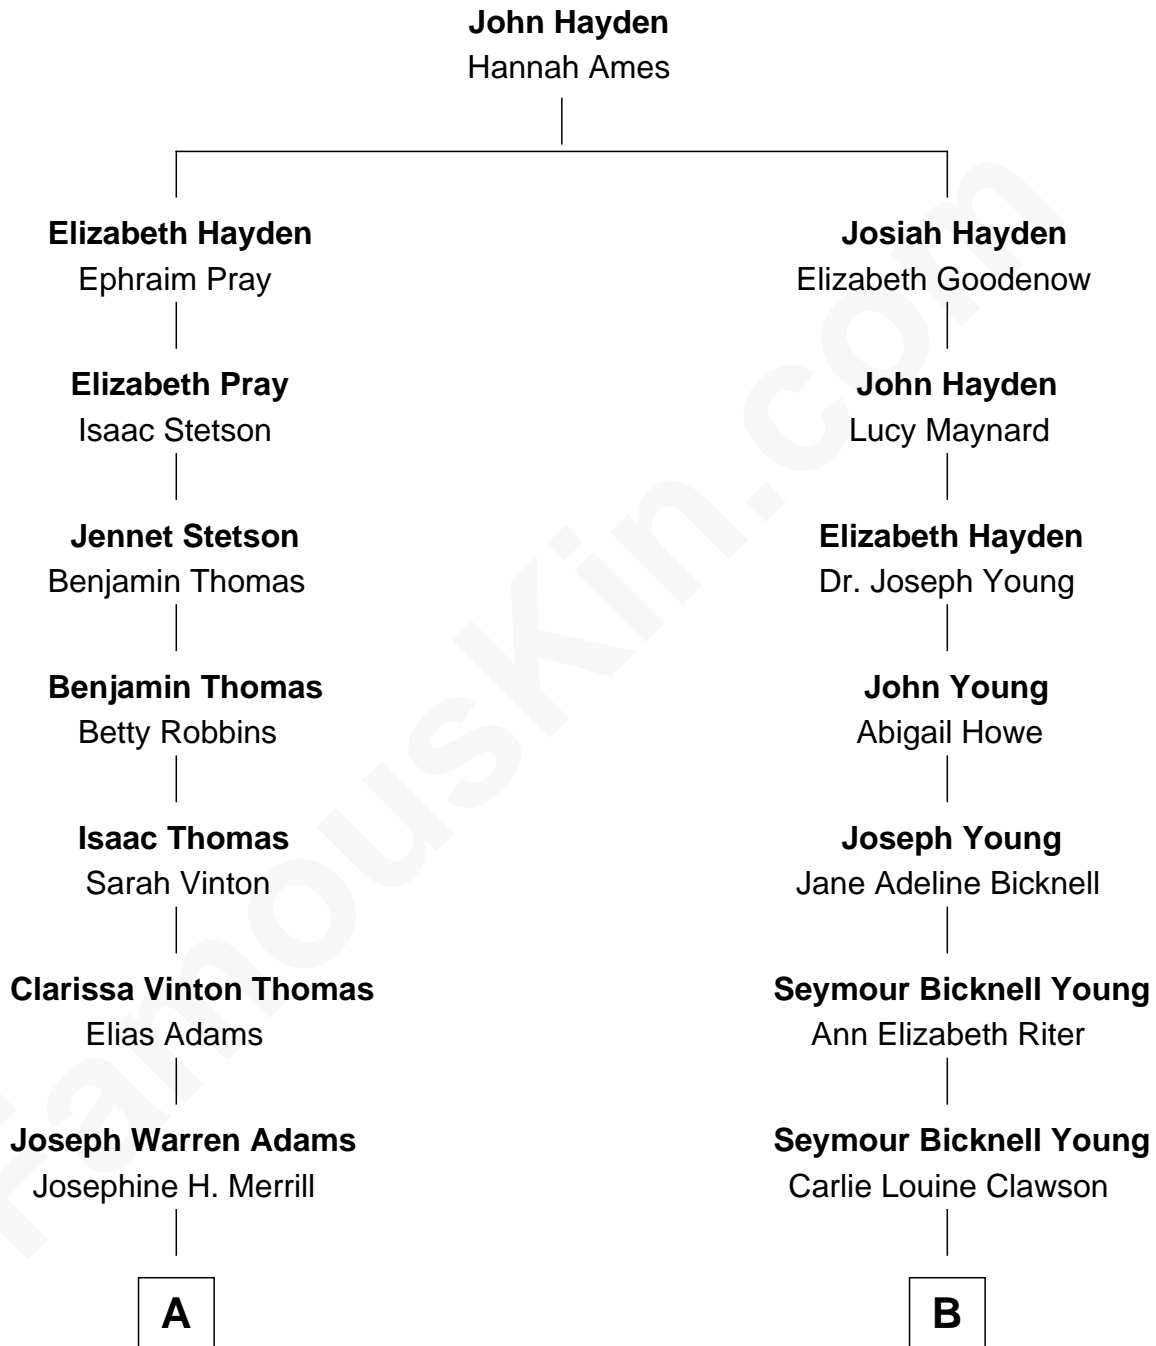 John Hayden
Hannah Ames
Elizabeth Hayden
Ephraim Pray
Josiah Hayden
Elizabeth Goodenow
Elizabeth Pray
Isaac Stetson
John Hayden
Lucy Maynard
Jennet Stetson
Benjamin Thomas
Elizabeth Hayden
Dr. Joseph Young
Benjamin Thomas
Betty Robbins
John Young
Abigail Howe
Isaac Thomas
Sarah Vinton
Joseph Young
Jane Adeline Bicknell
Clarissa Vinton Thomas
Elias Adams
Seymour Bicknell Young
Ann Elizabeth Riter
Joseph Warren Adams
Josephine H. Merrill
Seymour Bicknell Young
Carlie Louine Clawson
A
B
FamousKin.com